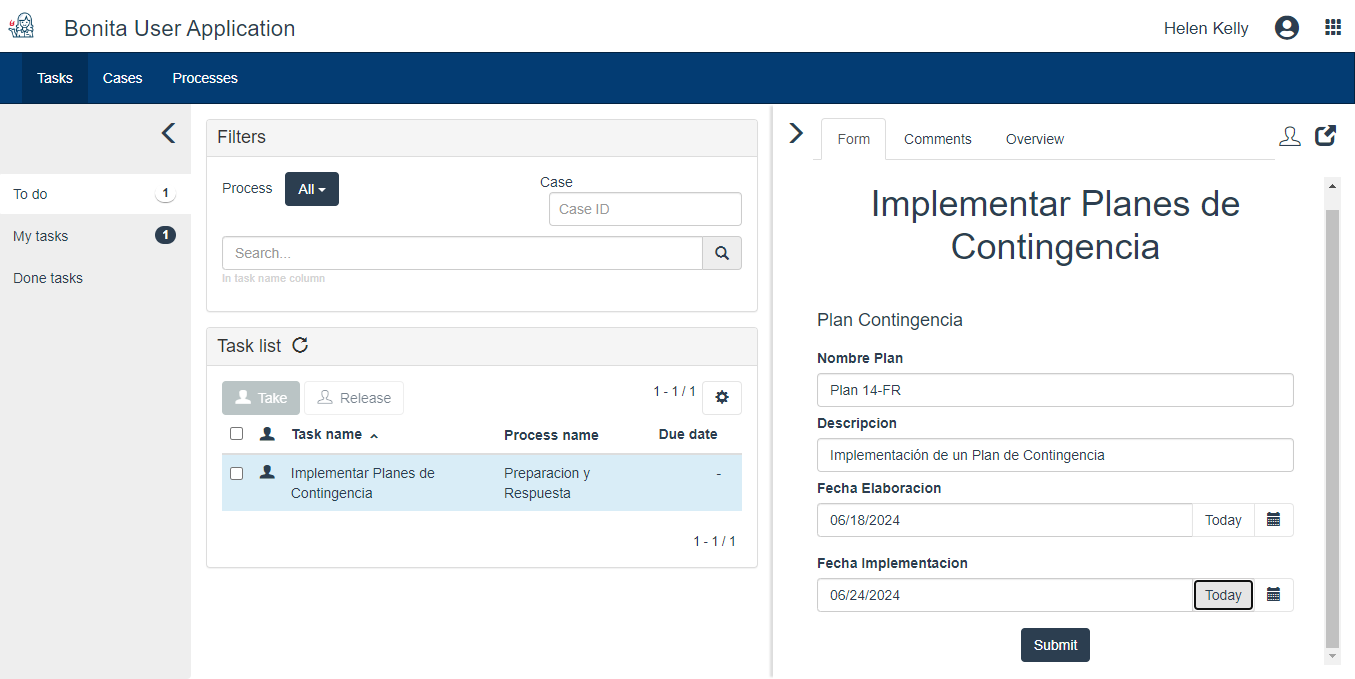 Bonita User Application
Helen Kelly
Tasks
Cases
Processes
To do
1
My tasks
1
Done tasks
Filters
Process
All
Case
Case ID
Search...
In task name column
Task list
Take
Release
1 - 1 / 1
Task name
Process name
Due date
Implementar Planes de
Contingencia
Preparacion y
Respuesta
-
1 - 1 / 1
Form
Comments
Overview
Implementar Planes de
Contingencia
Plan Contingencia
Nombre Plan
Plan 14-FR
Descripcion
Implementación de un Plan de Contingencia
Fecha Elaboracion
06/18/2024
Today
Fecha Implementacion
06/24/2024
Today
Submit